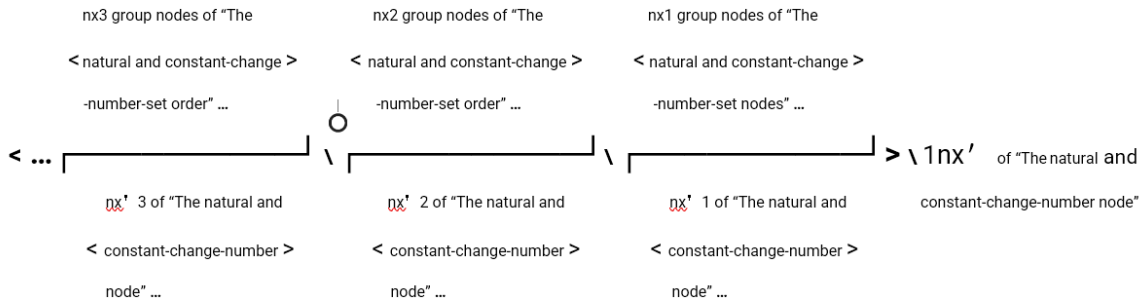 nx3 group nodes of “The
< natural and constant-change >
-number-set order” ...
nx2 group nodes of “The
< natural and constant-change >
-number-set order” ...
nx1 group nodes of “The
< natural and constant-change >
-number-set nodes” ...
< ... \ \ > \ 1nx′ of “The natural and
constant-change-number node”
nx' 3 of “The natural and
< constant-change-number >
node” ...
nx' 2 of “The natural and
< constant-change-number >
node” ...
nx' 1 of “The natural and
< constant-change-number >
node” ...